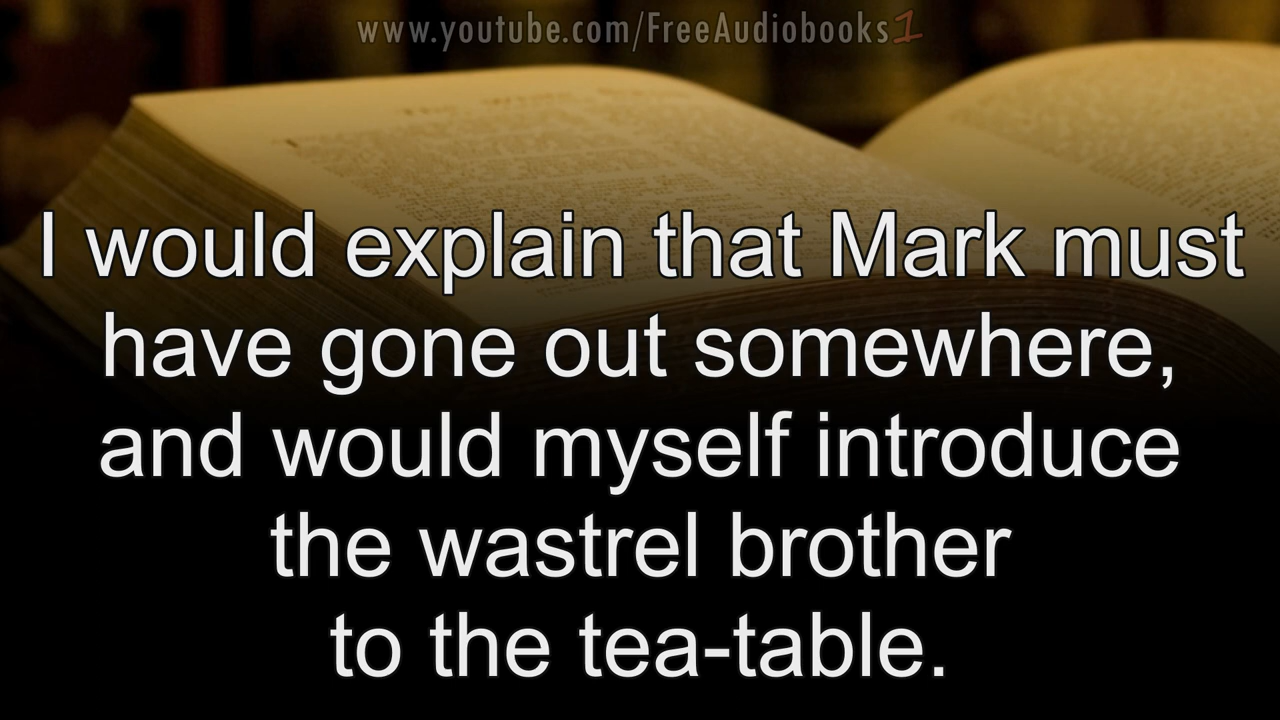 www.youtube.com/FreeAudiobooks1
I would explain that Mark must
have gone out somewhere,
and would myself introduce
the wastrel brother
to the tea-table.